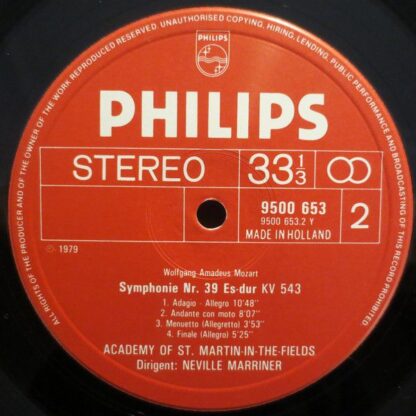 ALL RIGHTS OF THE PRODUCER AND OF THE OWNER OF THE WORK REPRODUCED RESERVED. UNAUTHORISED COPYING, HIRING, LENDING, PUBLIC PERFORMANCE AND BROADCASTING OF THIS RECORD PROHIBITED
PHILIPS
PHILIPS
STEREO
33 1/3
9500 653
9500 653.2 Y
MADE IN HOLLAND
2
℗ 1979
Wolfgang Amadeus Mozart
Symphonie Nr. 39 Es-dur KV 543
1. Adagio - Allegro 10'48''
2. Andante con moto 8'07''
3. Menuetto (Allegretto) 3'53''
4. Finale (Allegro) 5'25''
ACADEMY OF ST. MARTIN-IN-THE-FIELDS
Dirigent: NEVILLE MARRINER